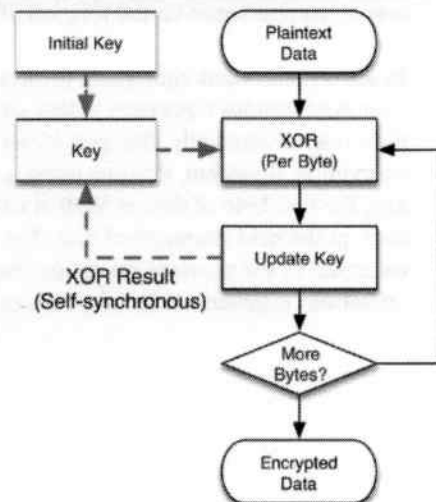 Initial Key
Plaintext
Data
Key
XOR
(Per Byte)
Update Key
XOR Result
(Self-synchronous)
More
Bytes?
Encrypted
Data